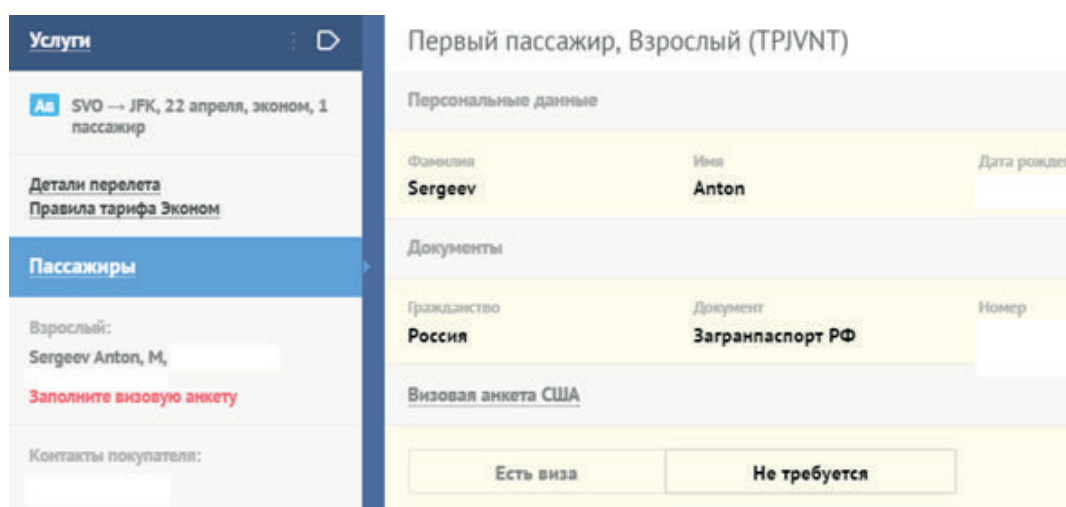 Услуги
Ав SVO → JFK, 22 апреля, эконом, 1
пассажир
Детали перелета
Правила тарифа Эконом
Пассажиры
Взрослый:
Sergeev Anton, M,
Заполните визовую анкету
Контакты покупателя:
Первый пассажир, Взрослый (TPJVNT)
Персональные данные
Фамилия Имя Дата рожде
Sergeev Anton
Документы
Гражданство Документ Номер
Россия Загранпаспорт РФ
Визовая анкета США
Есть виза Не требуется